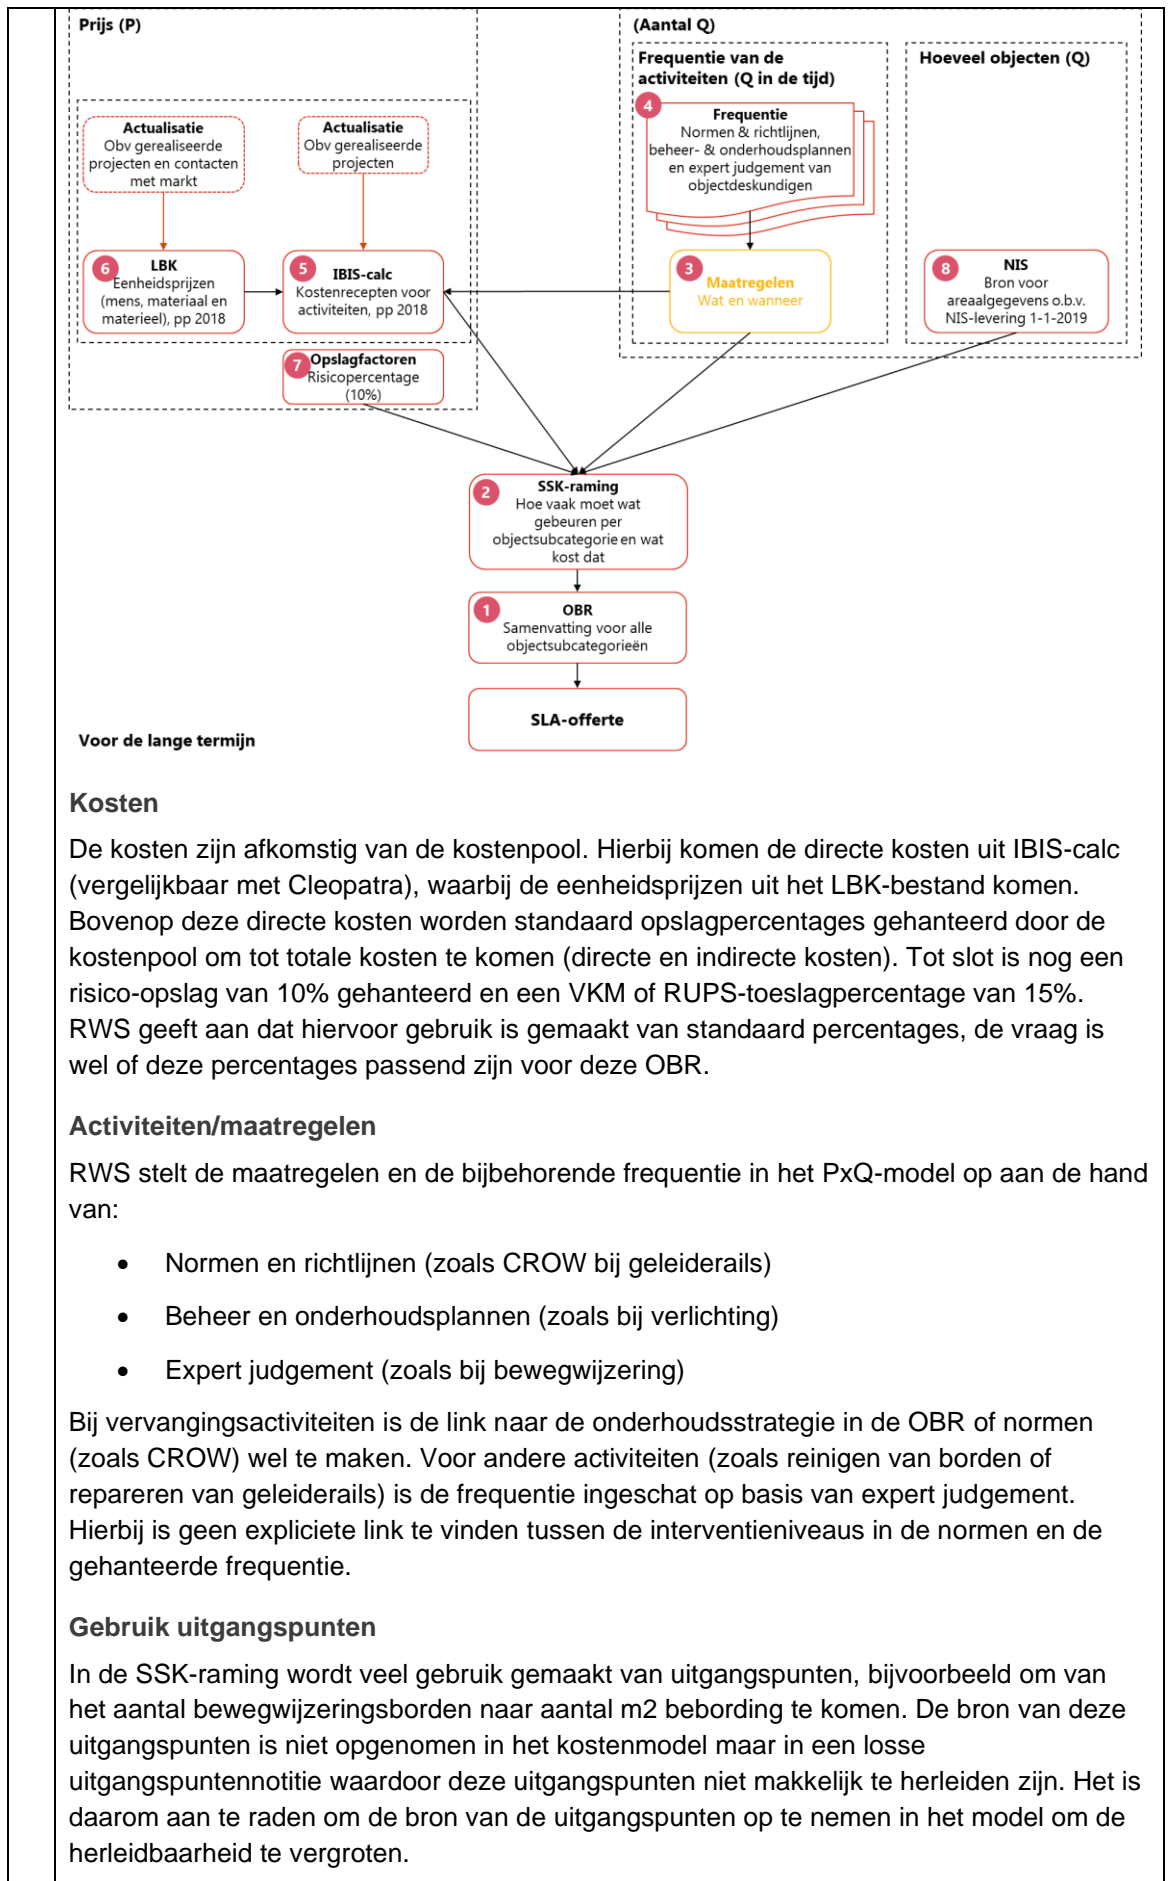 Prijs (P)
(Aantal Q)
Frequentie van de
activiteiten (Q in de tijd)
Hoeveel objecten (Q)
Actualisatie
Obv gerealiseerde
projecten en contacten
met markt
Actualisatie
Obv gerealiseerde
projecten
4
Frequentie
Normen & richtlijnen,
beheer- & onderhoudsplannen
en expert judgement van
objectdeskundigen
6
LBK
Eenheidsprijzen
(mens, materiaal en
materieel), pp 2018
5
IBIS-calc
Kostenrecepten voor
activiteiten, pp 2018
3
Maatregelen
Wat en wanneer
8
NIS
Bron voor
areaalgegevens o.b.v.
NIS-levering 1-1-2019
7
Opslagfactoren
Risicopercentage
(10%)
2
SSK-raming
Hoe vaak moet wat
gebeuren per
objectsubcategorie en wat
kost dat
1
OBR
Samenvatting voor alle
objectsubcategorieën
SLA-offerte
Voor de lange termijn
Kosten
De kosten zijn afkomstig van de kostenpool. Hierbij komen de directe kosten uit IBIS-calc
(vergelijkbaar met Cleopatra), waarbij de eenheidsprijzen uit het LBK-bestand komen.
Bovenop deze directe kosten worden standaard opslagpercentages gehanteerd door de
kostenpool om tot totale kosten te komen (directe en indirecte kosten). Tot slot is nog een
risico-opslag van 10% gehanteerd en een VKM of RUPS-toeslagpercentage van 15%.
RWS geeft aan dat hiervoor gebruik is gemaakt van standaard percentages, de vraag is
wel of deze percentages passend zijn voor deze OBR.
Activiteiten/maatregelen
RWS stelt de maatregelen en de bijbehorende frequentie in het PxQ-model op aan de hand
van:
• Normen en richtlijnen (zoals CROW bij geleiderails)
• Beheer en onderhoudsplannen (zoals bij verlichting)
• Expert judgement (zoals bij bewegwijzering)
Bij vervangingsactiviteiten is de link naar de onderhoudsstrategie in de OBR of normen
(zoals CROW) wel te maken. Voor andere activiteiten (zoals reinigen van borden of
repareren van geleiderails) is de frequentie ingeschat op basis van expert judgement.
Hierbij is geen expliciete link te vinden tussen de interventieniveaus in de normen en de
gehanteerde frequentie.
Gebruik uitgangspunten
In de SSK-raming wordt veel gebruik gemaakt van uitgangspunten, bijvoorbeeld om van
het aantal bewegwijzeringsborden naar aantal m2 bebording te komen. De bron van deze
uitgangspunten is niet opgenomen in het kostenmodel maar in een losse
uitgangspuntennotitie waardoor deze uitgangspunten niet makkelijk te herleiden zijn. Het is
daarom aan te raden om de bron van de uitgangspunten op te nemen in het model om de
herleidbaarheid te vergroten.